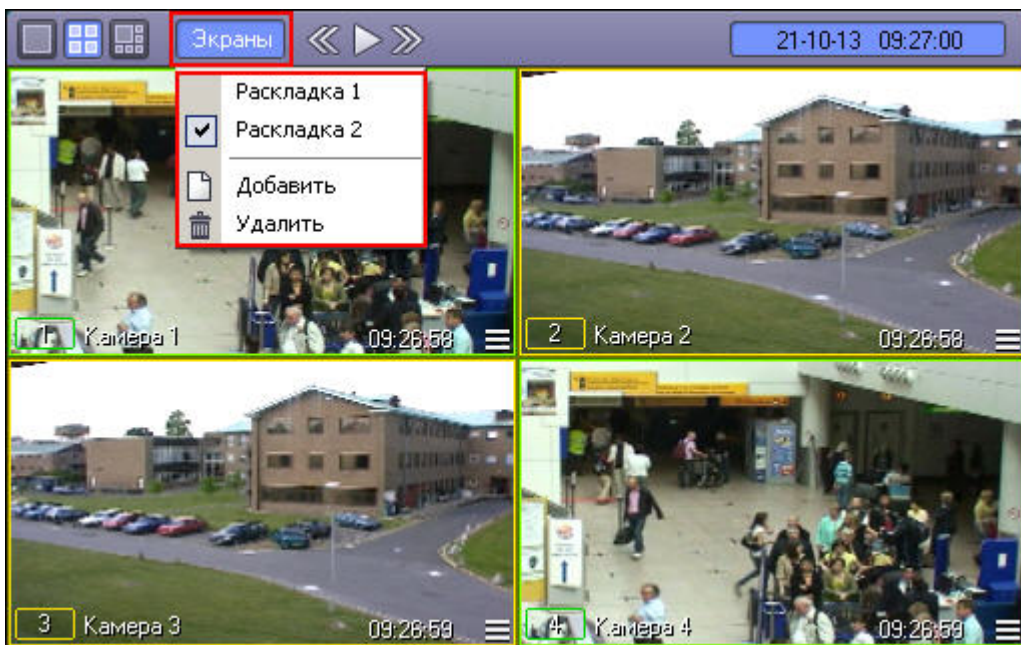 Экраны
21-10-13 09:27:00
Раскладка 1
Раскладка 2
Добавить
Удалить
1 Камера 1 09:26:58
2 Камера 2 09:26:58
3 Камера 3 09:26:59
4 Камера 4 09:26:59